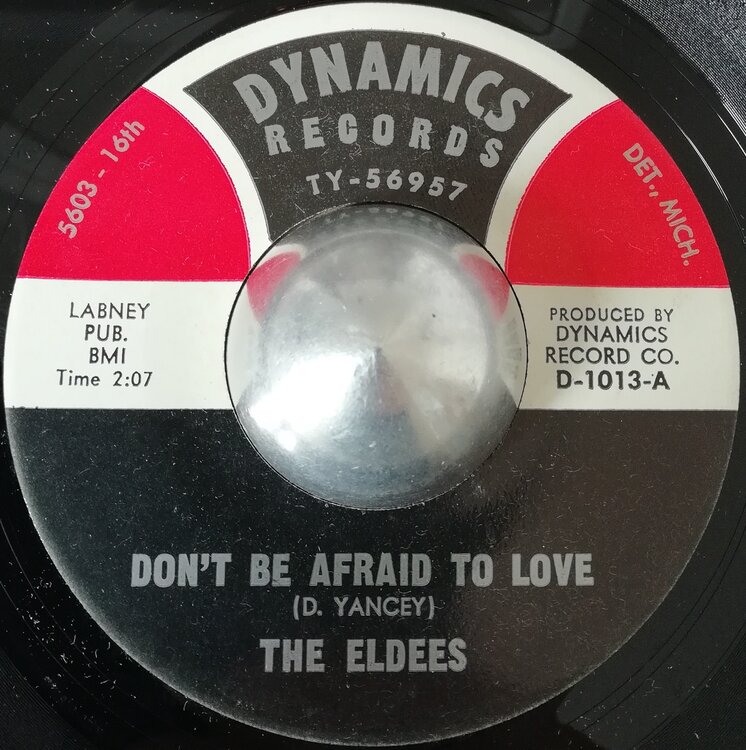 DYNAMICS
RECORDS
TY-56957
5603 - 16th
DET., MICH.
LABNEY
PUB.
BMI
Time 2:07
PRODUCED BY
DYNAMICS
RECORD CO.
D-1013-A
DON'T BE AFRAID TO LOVE
(D. YANCEY)
THE ELDEES